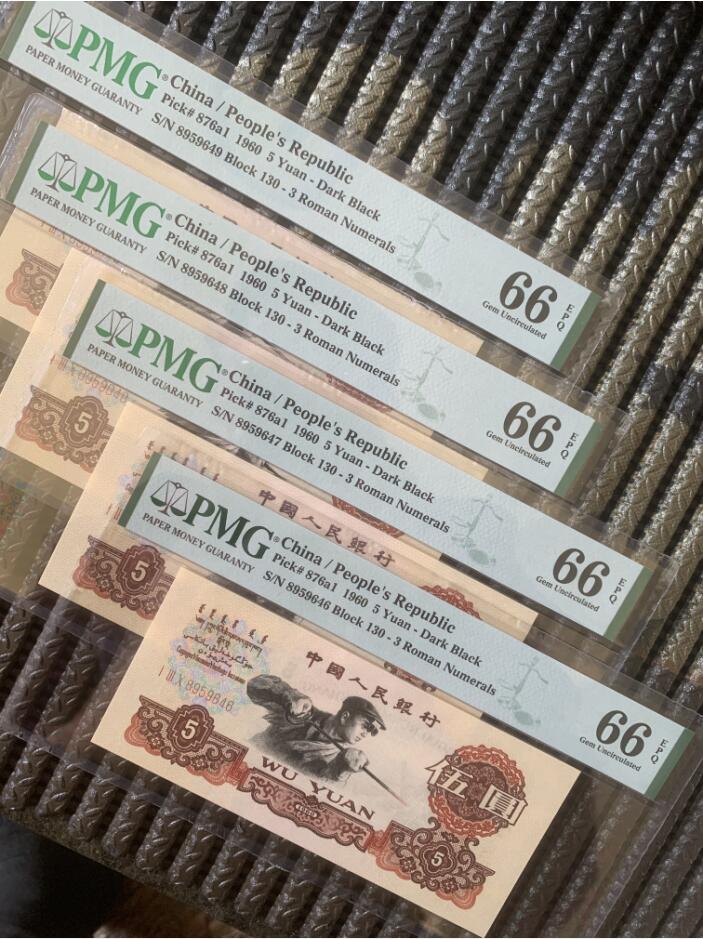 PMG
PAPER MONEY GUARANTY
China / People's Republic
Pick# 876a1 1960 5 Yuan - Dark Black
S/N 8959649 Block 130 - 3 Roman Numerals
66 EPQ
Gem Uncirculated
PMG
PAPER MONEY GUARANTY
China / People's Republic
Pick# 876a1 1960 5 Yuan - Dark Black
S/N 8959648 Block 130 - 3 Roman Numerals
66 EPQ
Gem Uncirculated
5
PMG
PAPER MONEY GUARANTY
China / People's Republic
Pick# 876a1 1960 5 Yuan - Dark Black
S/N 8959647 Block 130 - 3 Roman Numerals
66 EPQ
Gem Uncirculated
中國人民銀行
5
PMG
PAPER MONEY GUARANTY
China / People's Republic
Pick# 876a1 1960 5 Yuan - Dark Black
S/N 8959646 Block 130 - 3 Roman Numerals
66 EPQ
Gem Uncirculated
中國人民銀行
I III X 8959646
5
WU YUAN
伍圓
5